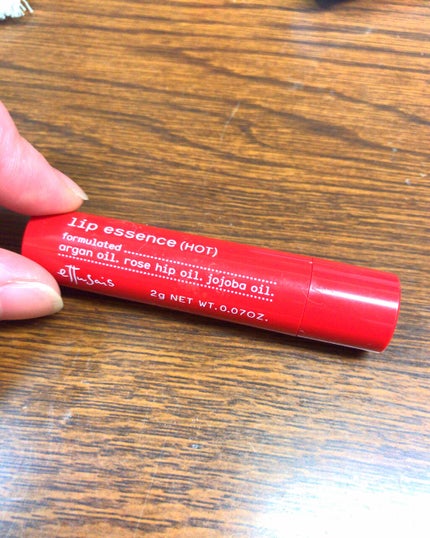 lip essence (HOT)
formulated
argan oil. rose hip oil. jojoba oil.
ettusais
2g NET WT.0.07OZ.